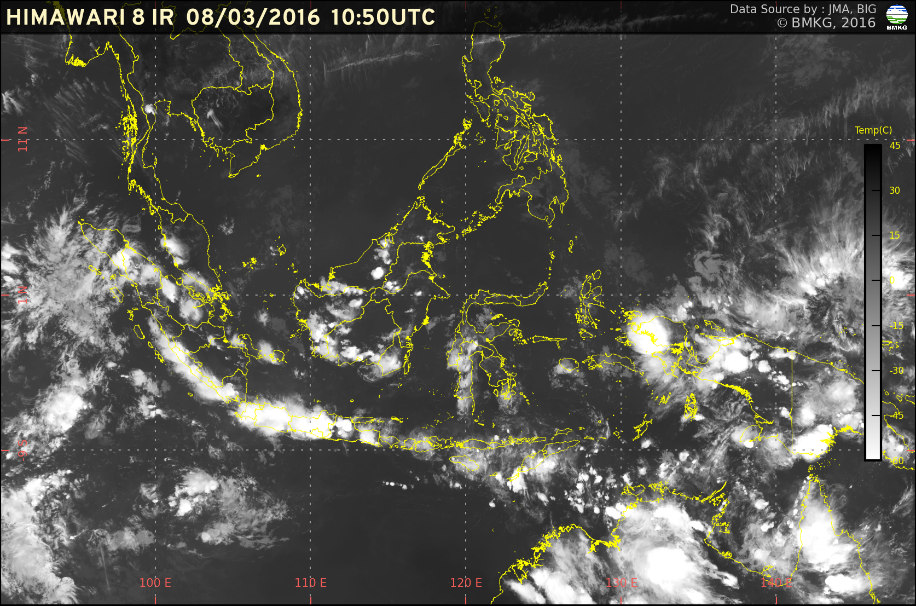 HIMAWARI 8 IR 08/03/2016 10:50UTC
Data Source by : JMA, BIG
© BMKG, 2016
BMKG
Temp(C)
45
30
15
-15
-30
11 N
100 E
110 E
120 E